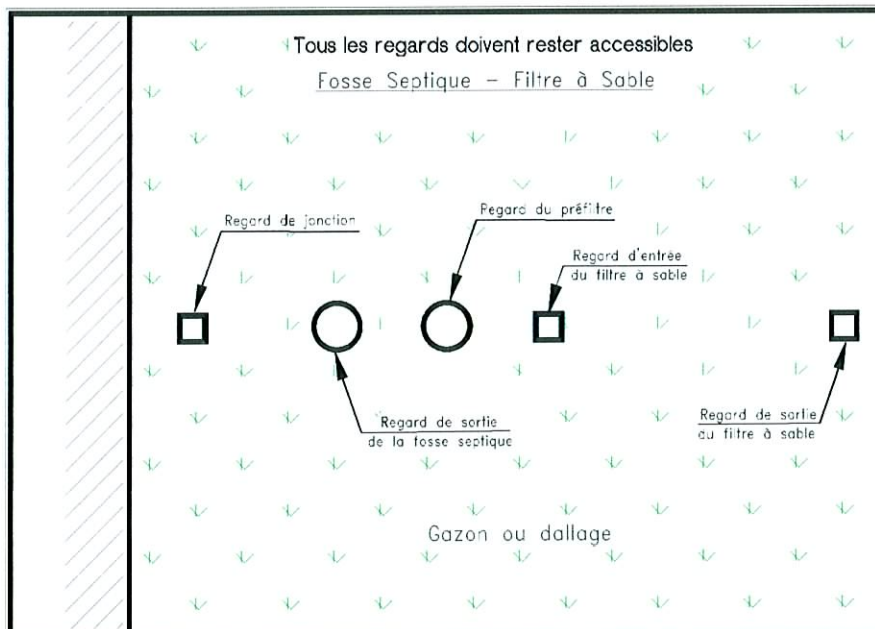 Tous les regards doivent rester accessibles
Fosse Septique - Filtre à Sable
Regard de jonction
Regard du préfiltre
Regard d'entrée
du filtre à sable
Regard de sortie
de la fosse septique
Regard de sortie
du filtre à sable
Gazon ou dallage